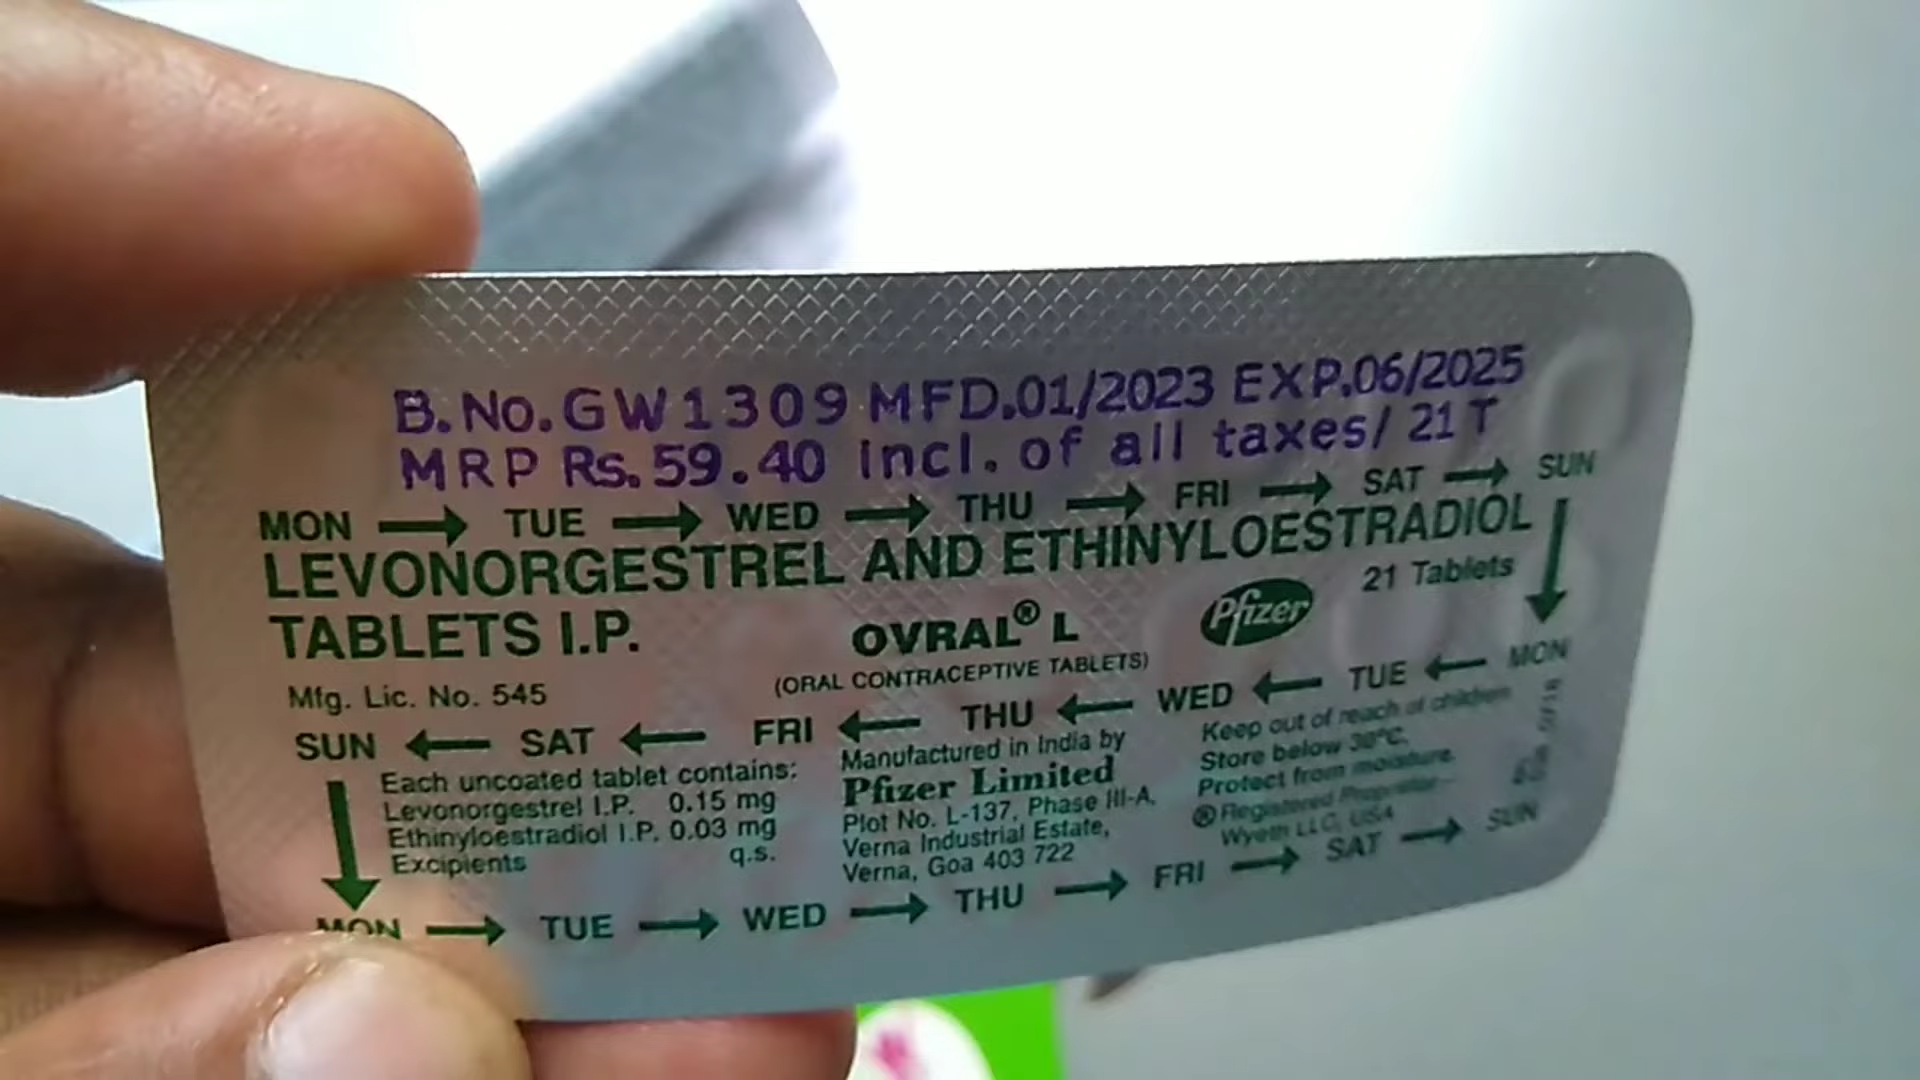 B. No. GW1309 MFD.01/2023 EXP.06/2025
MRP Rs. 59.40 incl. of all taxes/ 21 T
MON → TUE → WED → THU → FRI → SAT → SUN
LEVONORGESTREL AND ETHINYLOESTRADIOL
TABLETS I.P.
21 Tablets
OVRAL® L
Pfizer
(ORAL CONTRACEPTIVE TABLETS)
Mfg. Lic. No. 545
SUN ← SAT ← FRI ← THU ← WED ← TUE ← MON
Each uncoated tablet contains:
Levonorgestrel I.P. 0.15 mg
Ethinyloestradiol I.P. 0.03 mg
Excipients q.s.
Manufactured in India by
Pfizer Limited
Plot No. L-137, Phase III-A,
Verna Industrial Estate,
Verna, Goa 403 722
Keep out of reach of children
Store below 30°C.
Protect from moisture.
® Registered Proprietor-
Wyeth LLC, USA
MON → TUE → WED → THU → FRI → SAT → SUN